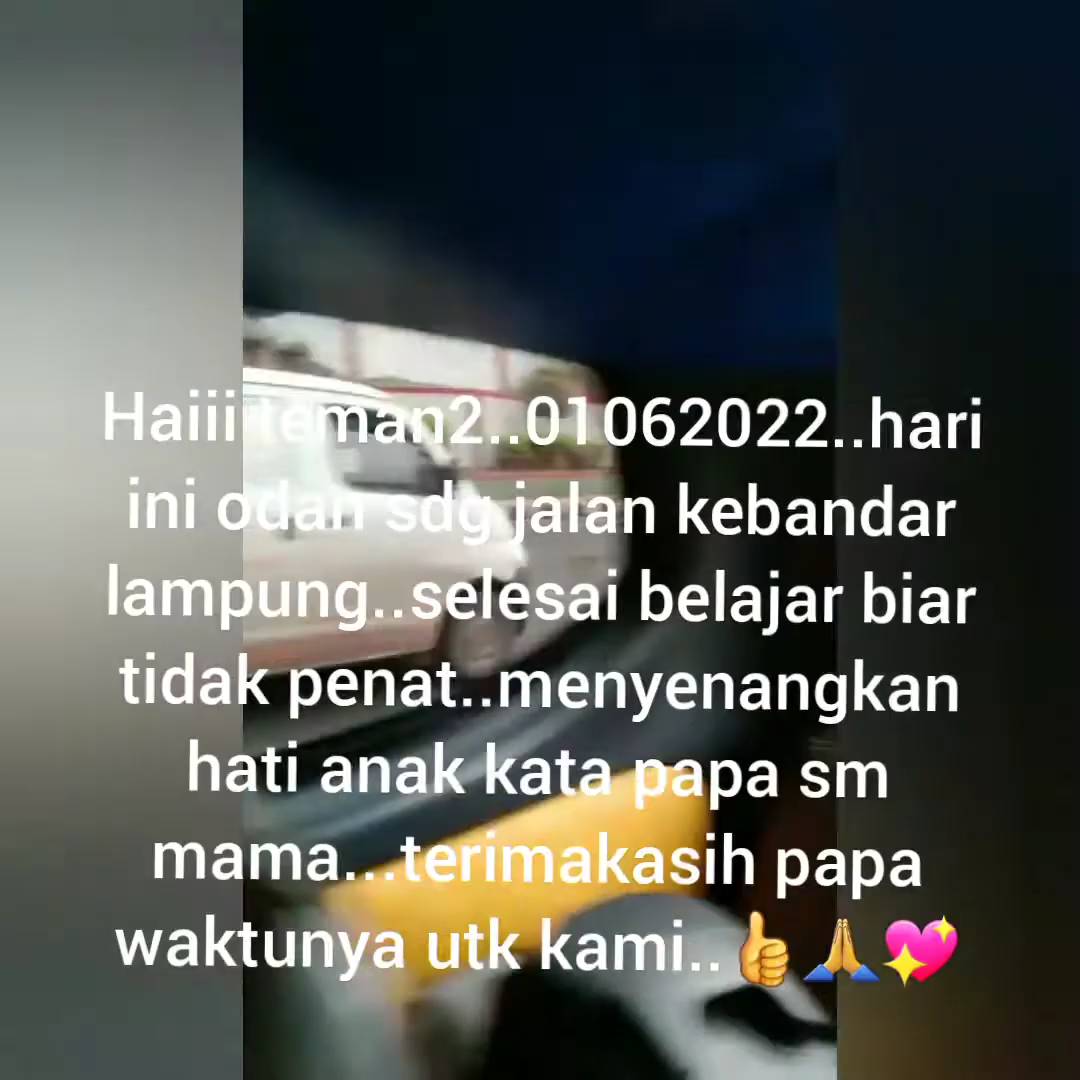 Haiii teman2..01062022..hari
ini odan sdg jalan kebandar
lampung..selesai belajar biar
tidak penat..menyenangkan
hati anak kata papa sm
mama...terimakasih papa
waktunya utk kami..👍🙏💖